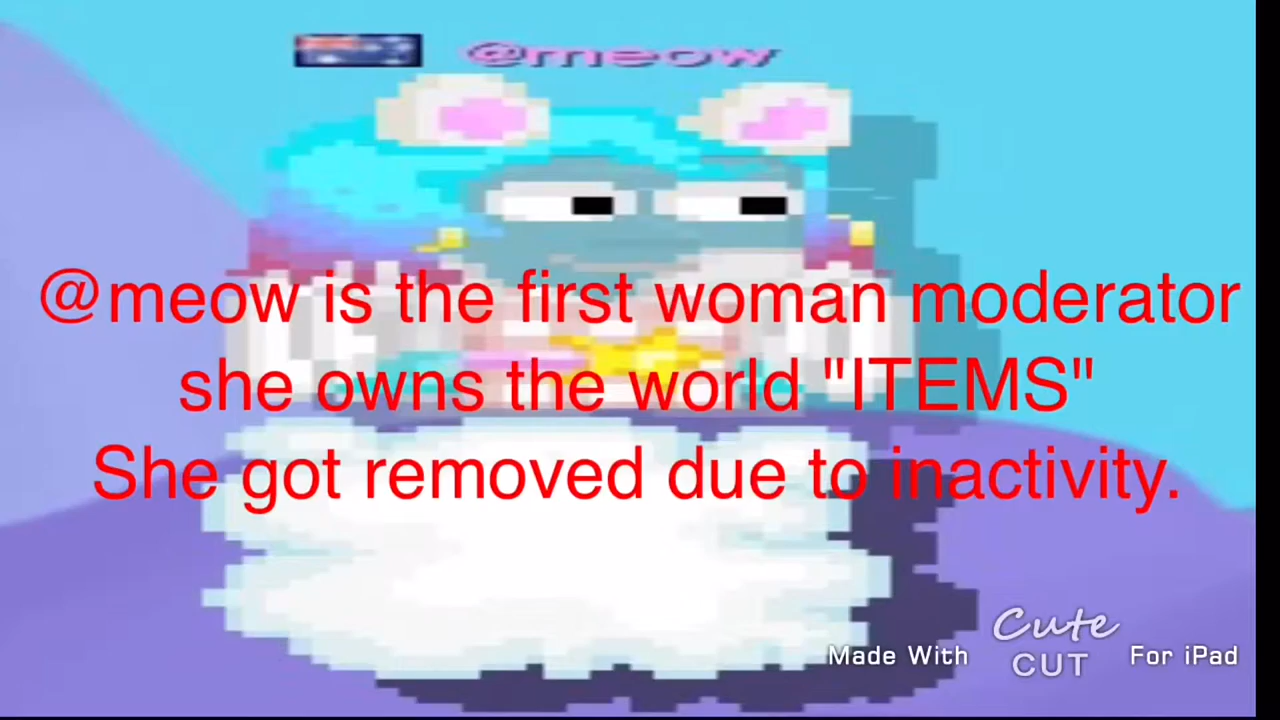 @meow
@meow is the first woman moderator
she owns the world "ITEMS"
She got removed due to inactivity.
Made With Cute CUT For iPad